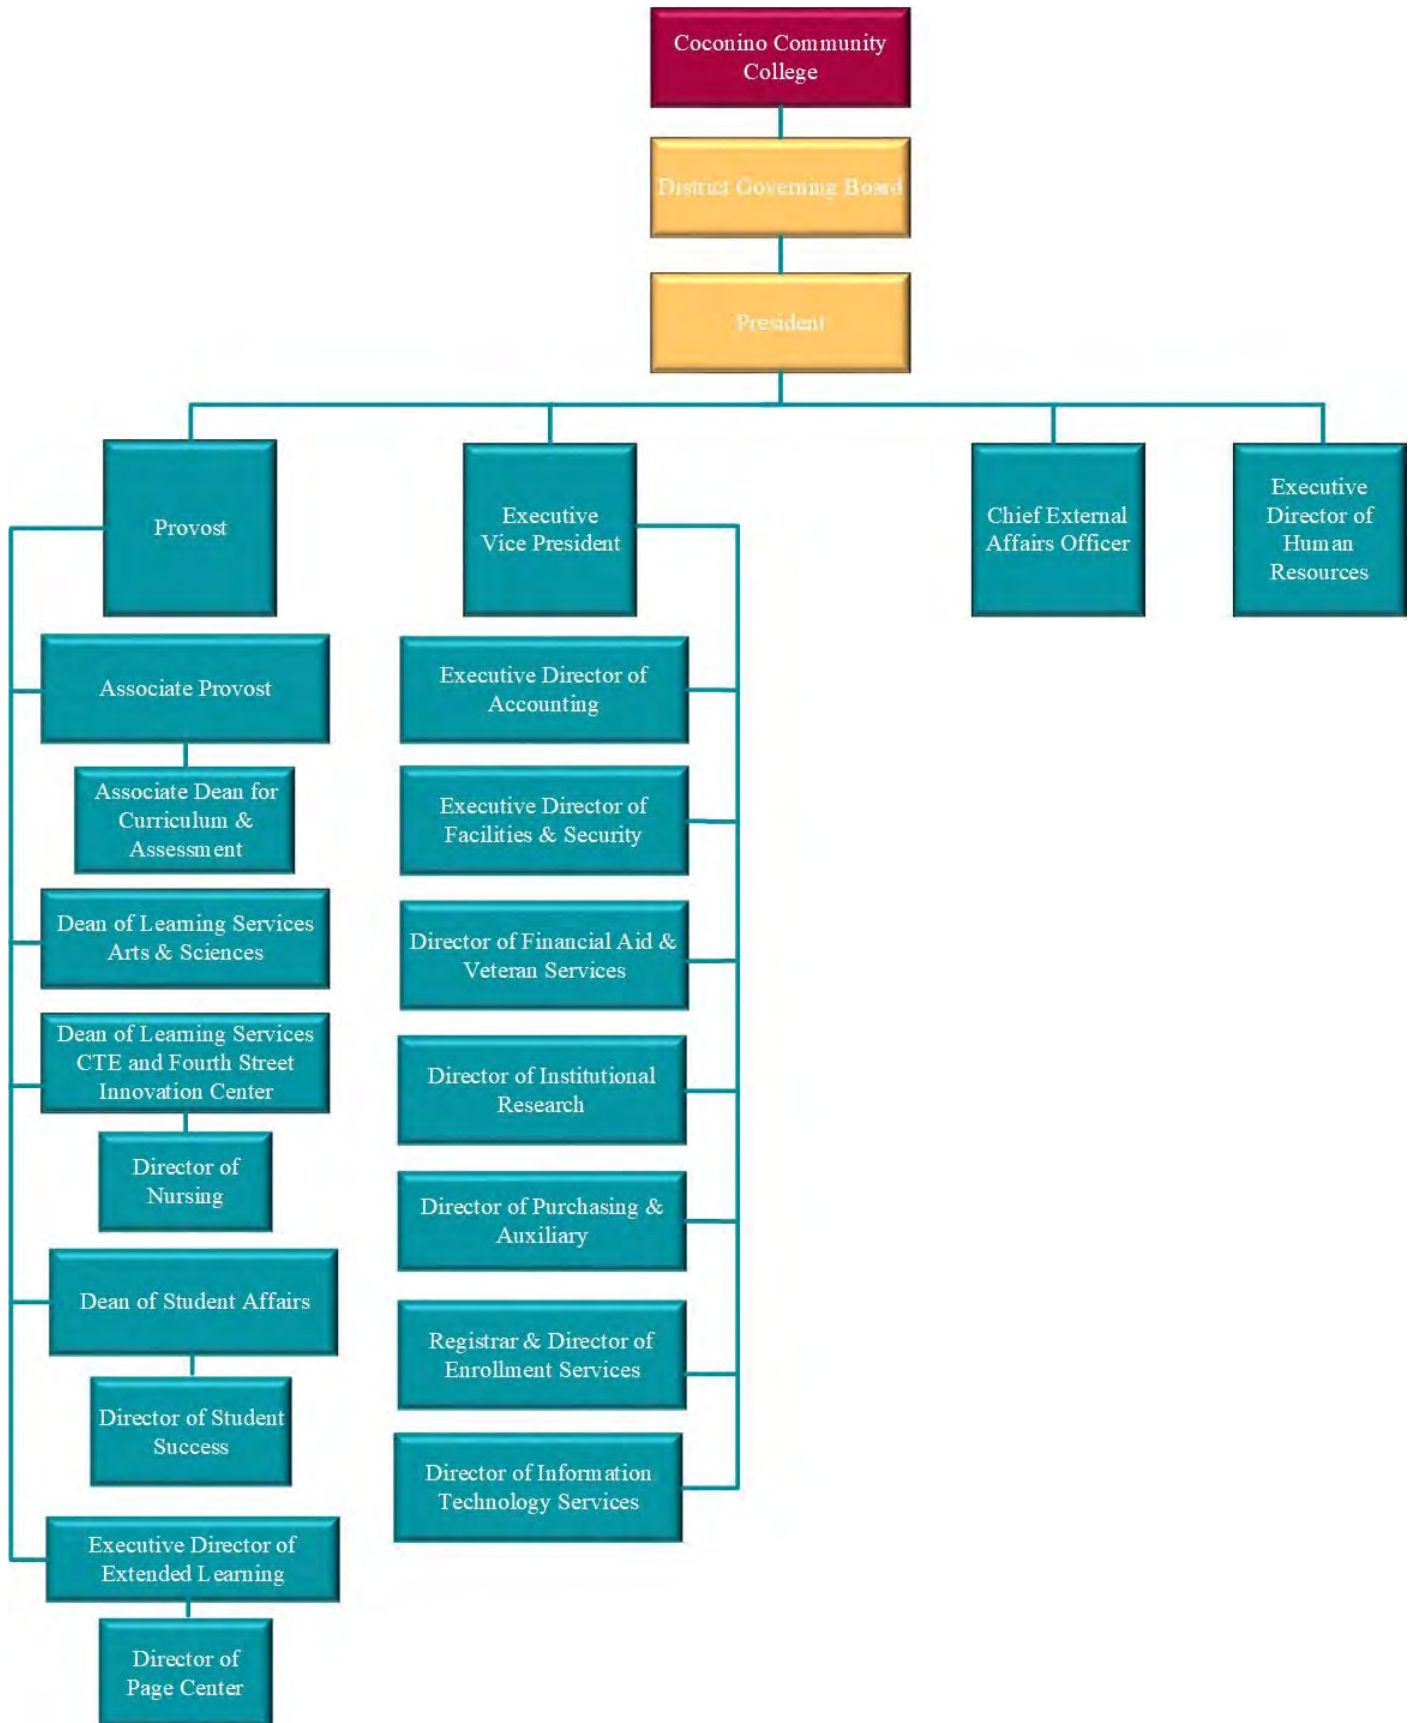 Coconino Community
College
District Governing Board
President
Provost
Executive
Vice President
Chief External
Affairs Officer
Executive
Director of
Human
Resources
Associate Provost
Associate Dean for
Curriculum &
Assessment
Dean of Learning Services
Arts & Sciences
Dean of Learning Services
CTE and Fourth Street
Innovation Center
Director of
Nursing
Dean of Student Affairs
Director of Student
Success
Executive Director of
Extended Learning
Director of
Page Center
Executive Director of
Accounting
Executive Director of
Facilities & Security
Director of Financial Aid &
Veteran Services
Director of Institutional
Research
Director of Purchasing &
Auxiliary
Registrar & Director of
Enrollment Services
Director of Information
Technology Services